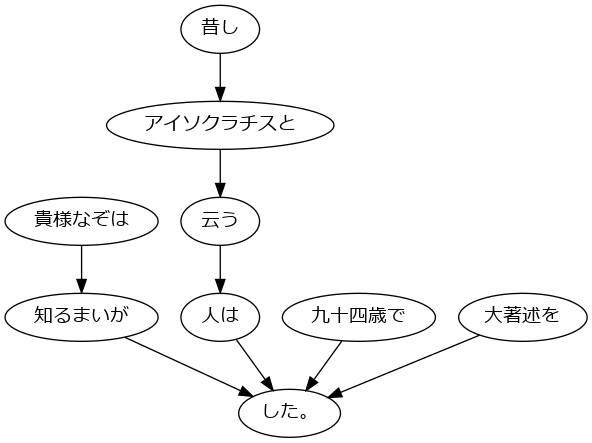 昔し
アイソクラチスと
貴様なぞは
云う
知るまいが
人は
九十四歳で
大著述を
した。